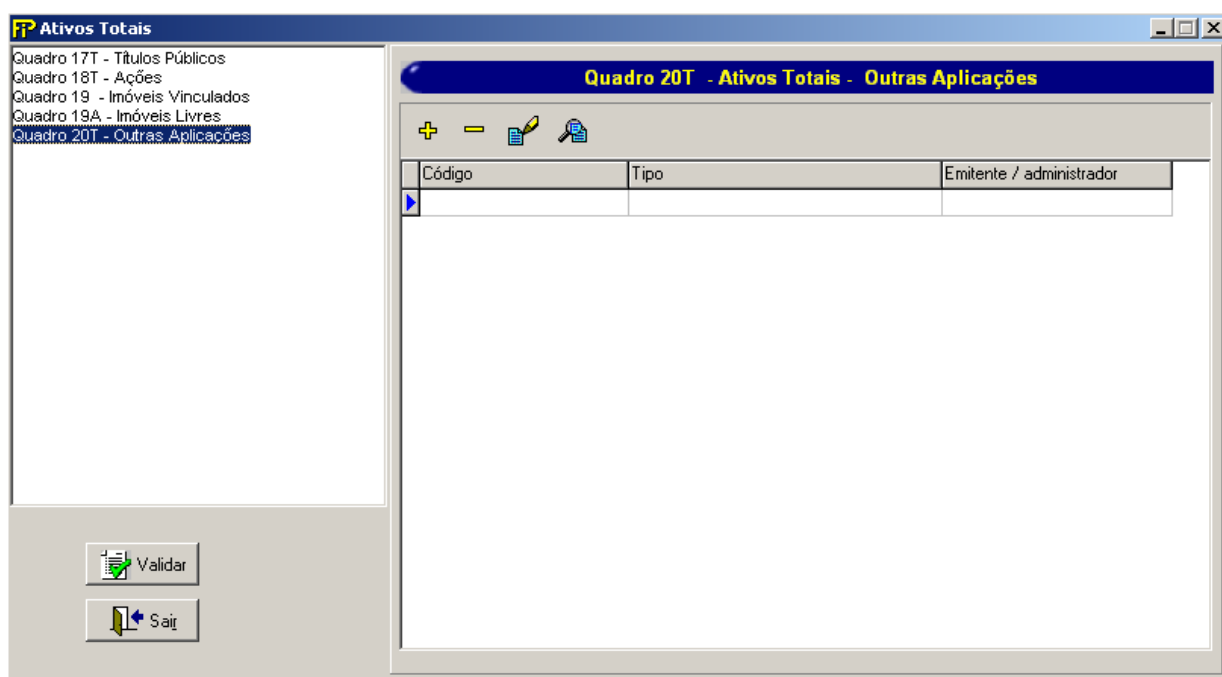 FIP Ativos Totais
Quadro 17T - Títulos Públicos
Quadro 18T - Ações
Quadro 19 - Imóveis Vinculados
Quadro 19A - Imóveis Livres
Quadro 20T - Outras Aplicações
Quadro 20T - Ativos Totais - Outras Aplicações
Código Tipo Emitente / administrador
Validar
Sair